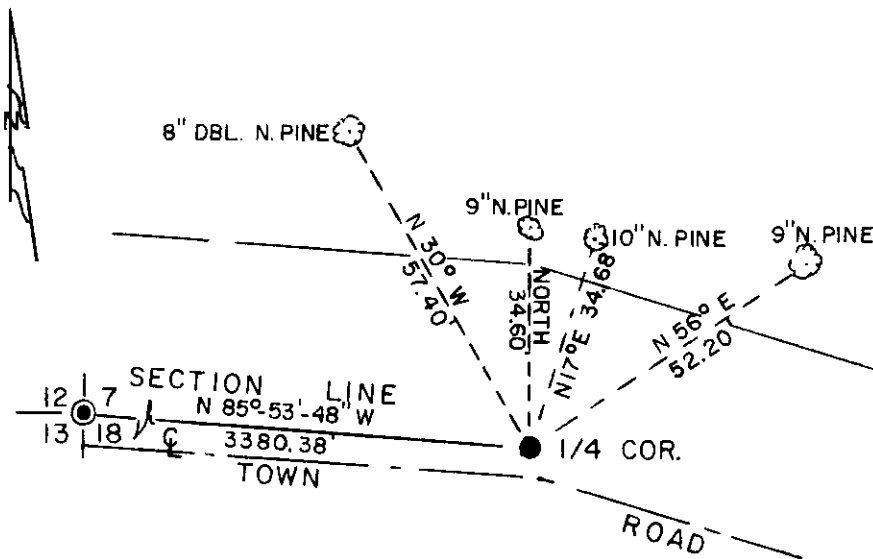 N
8" DBL. N. PINE
9" N. PINE
10" N. PINE
9" N. PINE
N 30° W
57.40'
NORTH
34.60
N 17° E 34.68
N 56° E
52.20'
SECTION LINE
12 7
N 85°-53'-48" W
13 18 ℄
3380.38'
1/4 COR.
TOWN
ROAD